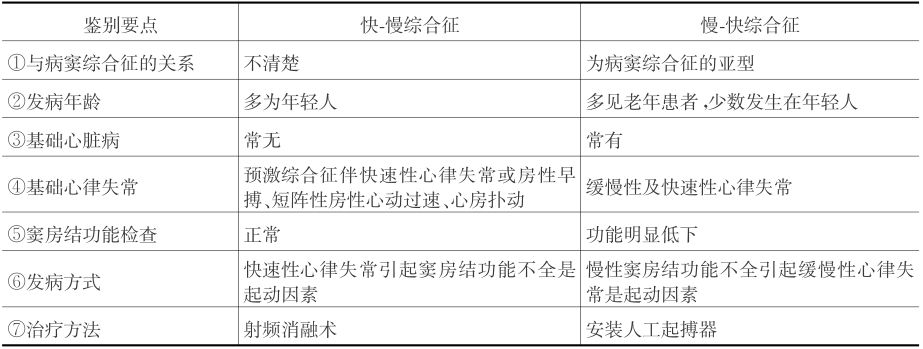 鉴别要点 快-慢综合征 慢-快综合征
①与病窦综合征的关系 不清楚 为病窦综合征的亚型
②发病年龄 多为年轻人 多见老年患者,少数发生在年轻人
③基础心脏病 常无 常有
④基础心律失常 预激综合征伴快速性心律失常或房性早
搏、短阵性房性心动过速、心房扑动 缓慢性及快速性心律失常
⑤窦房结功能检查 正常 功能明显低下
⑥发病方式 快速性心律失常引起窦房结功能不全是
起动因素 慢性窦房结功能不全引起缓慢性心律失
常是起动因素
⑦治疗方法 射频消融术 安装人工起搏器